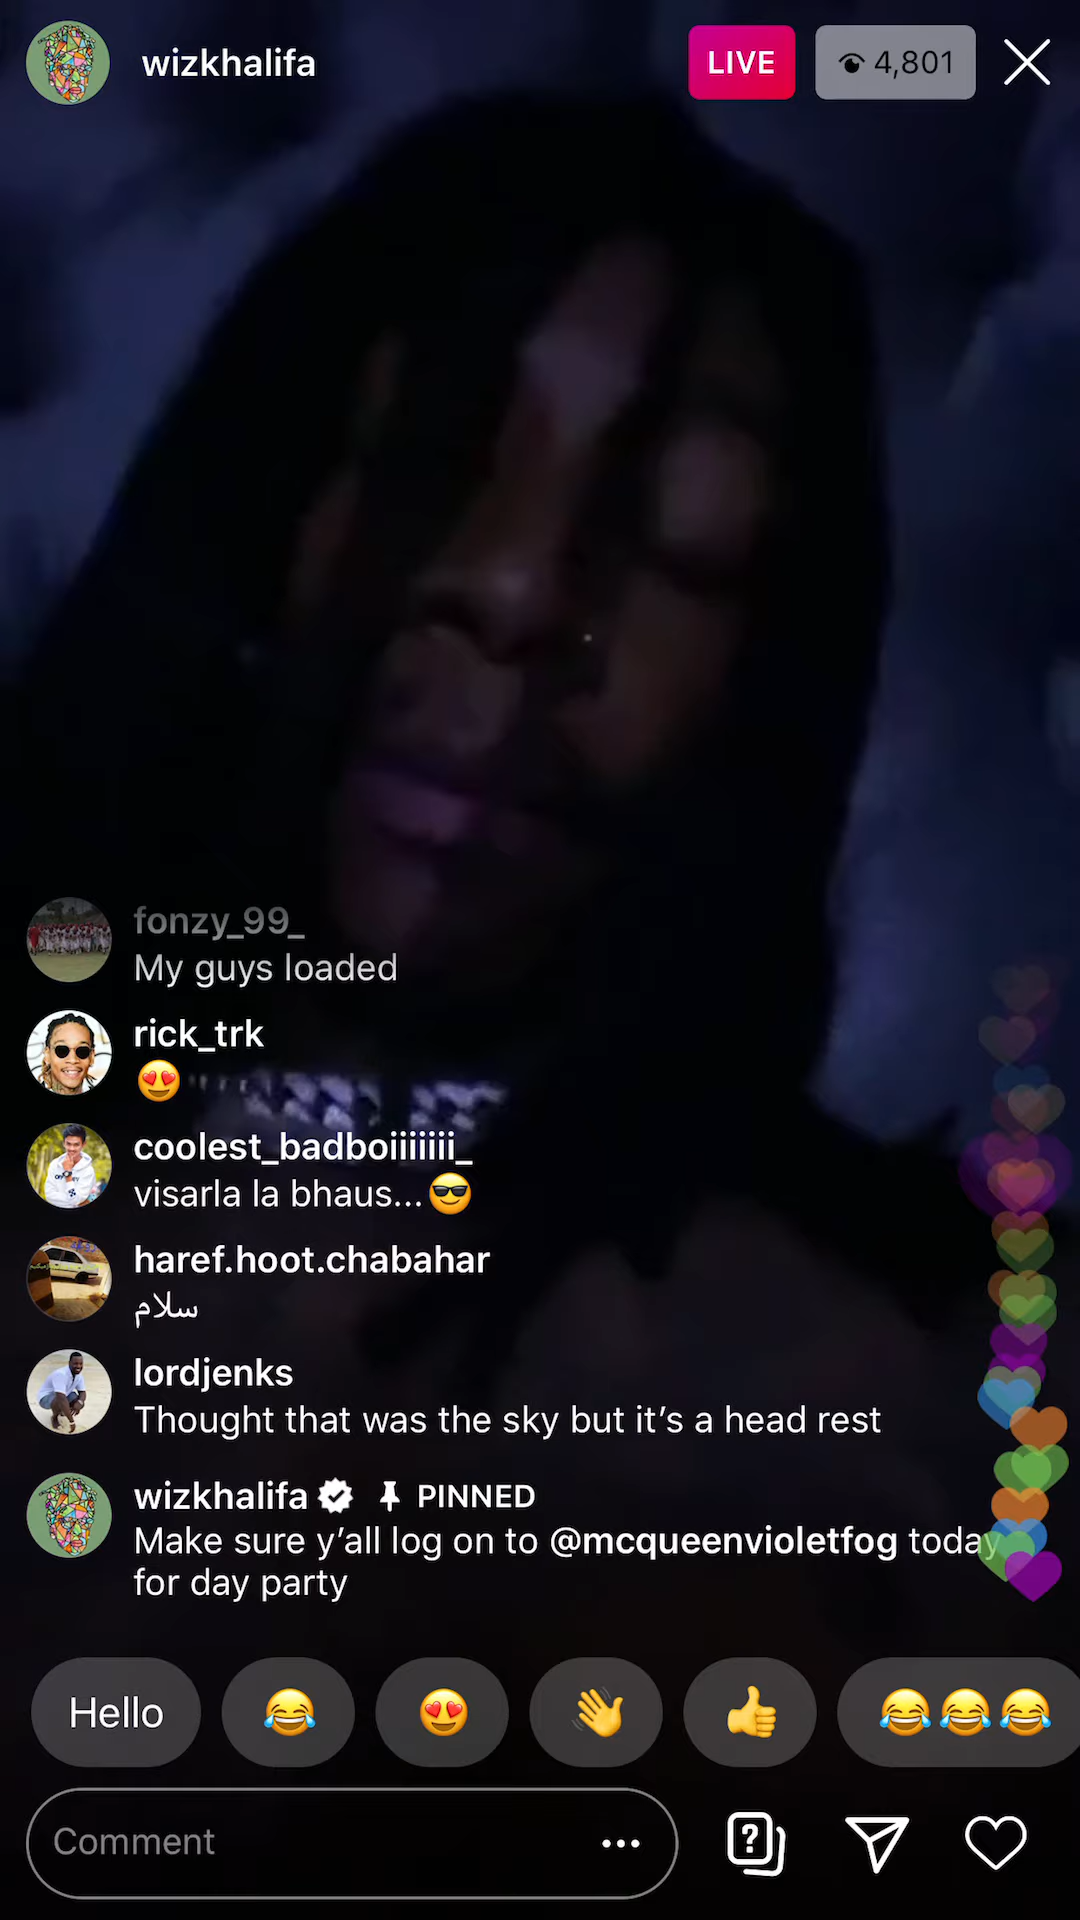 wizkhalifa
LIVE
4,801
fonzy_99_
My guys loaded
rick_trk
😍
coolest_badboiiiiiii_
visarla la bhaus...😎
haref.hoot.chabahar
سلام
lordjenks
Thought that was the sky but it’s a head rest
wizkhalifa PINNED
Make sure y’all log on to @mcqueenvioletfog today
for day party
Hello 😂 😍 👋 👍 😂😂😂
Comment